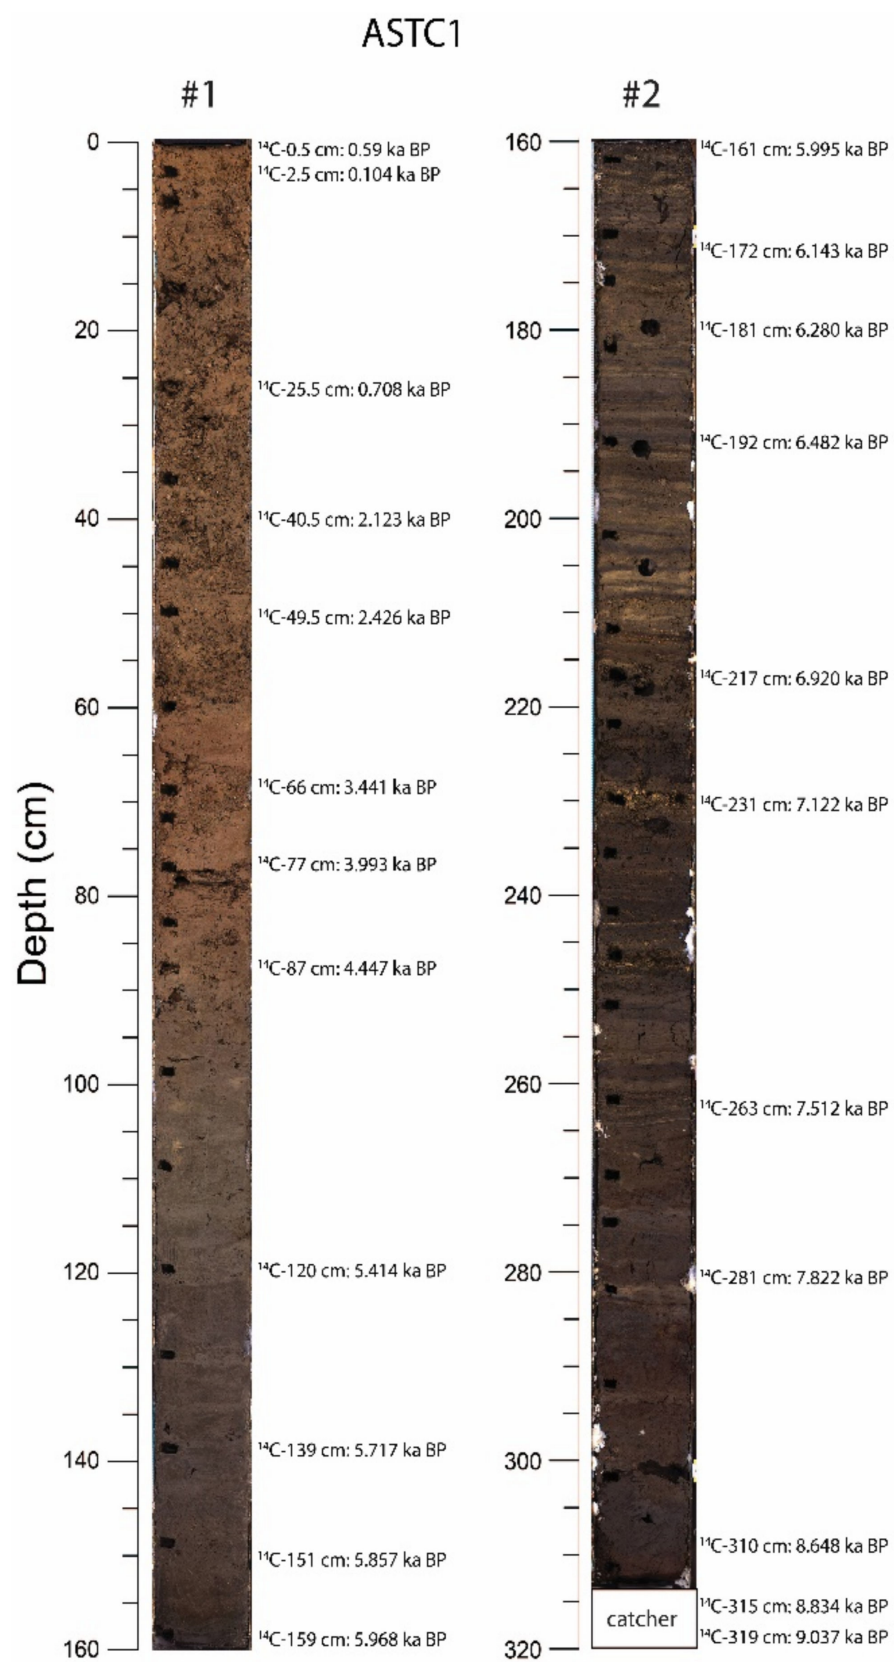 ASTC1
#1
#2
Depth (cm)
0
20
40
60
80
100
120
140
160
¹⁴C-0.5 cm: 0.59 ka BP
¹⁴C-2.5 cm: 0.104 ka BP
¹⁴C-25.5 cm: 0.708 ka BP
¹⁴C-40.5 cm: 2.123 ka BP
¹⁴C-49.5 cm: 2.426 ka BP
¹⁴C-66 cm: 3.441 ka BP
¹⁴C-77 cm: 3.993 ka BP
¹⁴C-87 cm: 4.447 ka BP
¹⁴C-120 cm: 5.414 ka BP
¹⁴C-139 cm: 5.717 ka BP
¹⁴C-151 cm: 5.857 ka BP
¹⁴C-159 cm: 5.968 ka BP
160
180
200
220
240
260
280
300
320
¹⁴C-161 cm: 5.995 ka BP
¹⁴C-172 cm: 6.143 ka BP
¹⁴C-181 cm: 6.280 ka BP
¹⁴C-192 cm: 6.482 ka BP
¹⁴C-217 cm: 6.920 ka BP
¹⁴C-231 cm: 7.122 ka BP
¹⁴C-263 cm: 7.512 ka BP
¹⁴C-281 cm: 7.822 ka BP
¹⁴C-310 cm: 8.648 ka BP
catcher
¹⁴C-315 cm: 8.834 ka BP
¹⁴C-319 cm: 9.037 ka BP